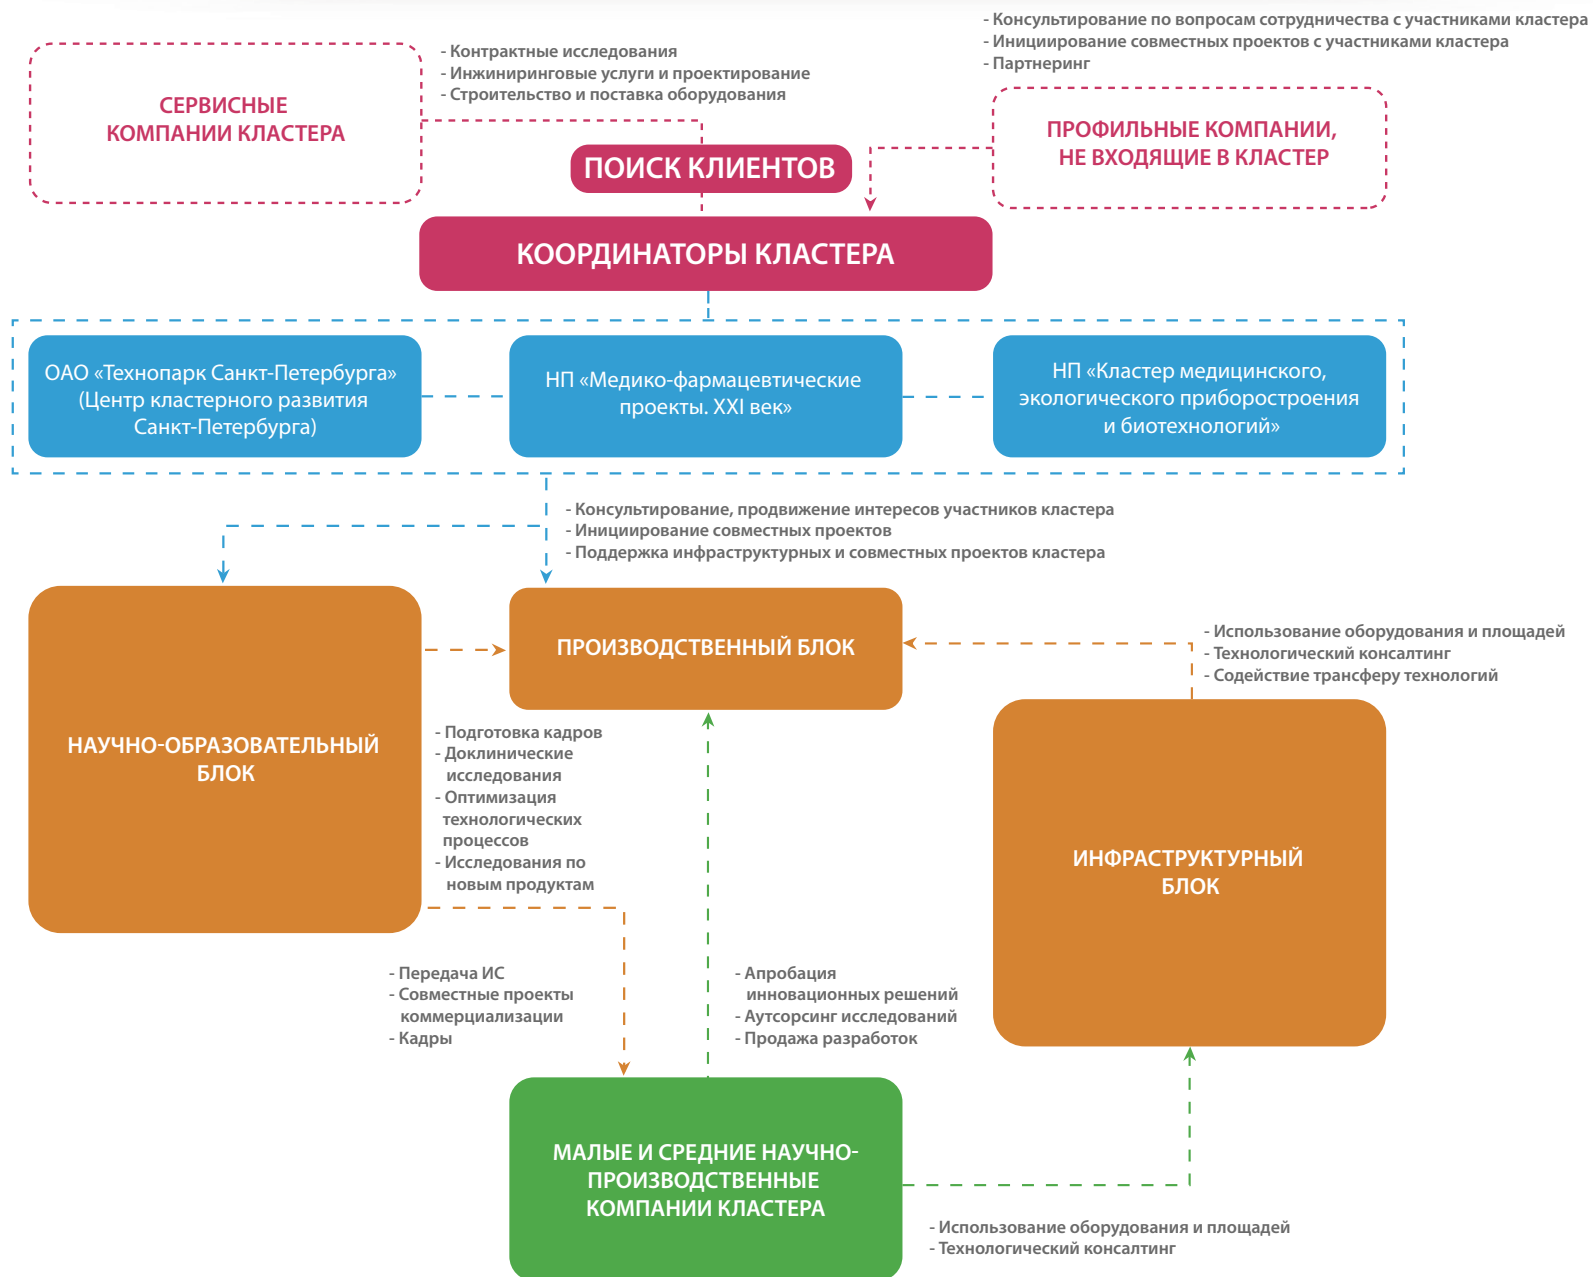 - Консультирование по вопросам сотрудничества с участниками кластера
- Инициирование совместных проектов с участниками кластера
- Партнеринг
- Контрактные исследования
- Инжиниринговые услуги и проектирование
- Строительство и поставка оборудования
СЕРВИСНЫЕ
КОМПАНИИ КЛАСТЕРА
ПРОФИЛЬНЫЕ КОМПАНИИ,
НЕ ВХОДЯЩИЕ В КЛАСТЕР
ПОИСК КЛИЕНТОВ
КООРДИНАТОРЫ КЛАСТЕРА
ОАО «Технопарк Санкт-Петербурга»
(Центр кластерного развития
Санкт-Петербурга)
НП «Медико-фармацевтические
проекты. XXI век»
НП «Кластер медицинского,
экологического приборостроения
и биотехнологий»
- Консультирование, продвижение интересов участников кластера
- Инициирование совместных проектов
- Поддержка инфраструктурных и совместных проектов кластера
ПРОИЗВОДСТВЕННЫЙ БЛОК
- Использование оборудования и площадей
- Технологический консалтинг
- Содействие трансферу технологий
НАУЧНО-ОБРАЗОВАТЕЛЬНЫЙ
БЛОК
- Подготовка кадров
- Доклинические
исследования
- Оптимизация
технологических
процессов
- Исследования по
новым продуктам
ИНФРАСТРУКТУРНЫЙ
БЛОК
- Передача ИС
- Совместные проекты
коммерциализации
- Кадры
- Апробация
инновационных решений
- Аутсорсинг исследований
- Продажа разработок
МАЛЫЕ И СРЕДНИЕ НАУЧНО-
ПРОИЗВОДСТВЕННЫЕ
КОМПАНИИ КЛАСТЕРА
- Использование оборудования и площадей
- Технологический консалтинг